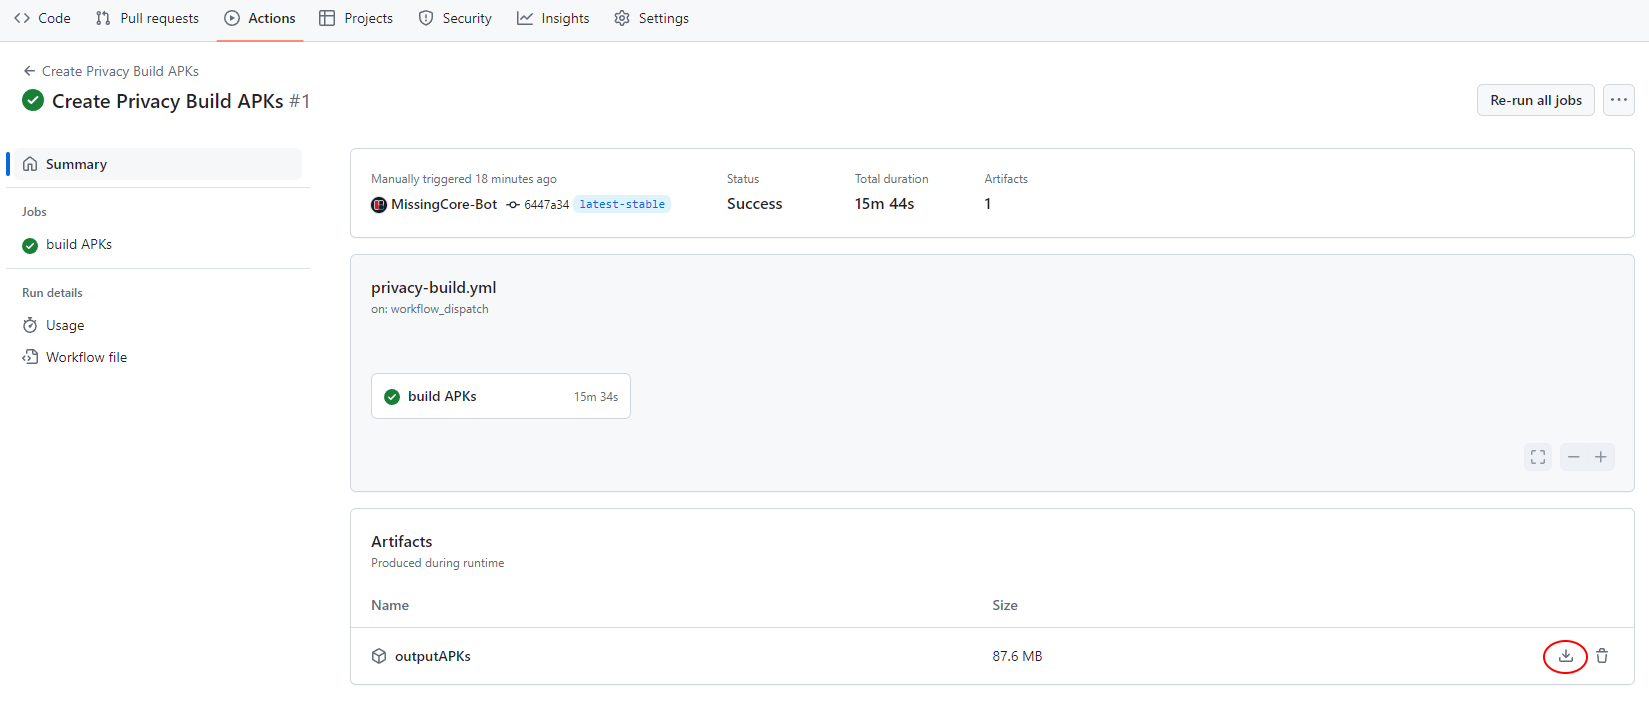 Code Pull requests Actions Projects Security Insights Settings
Create Privacy Build APKs
Create Privacy Build APKs #1
Re-run all jobs
Summary
Jobs
build APKs
Run details
Usage
Workflow file
Manually triggered 18 minutes ago
MissingCore-Bot 6447a34 latest-stable
Status
Success
Total duration
15m 44s
Artifacts
1
privacy-build.yml
on: workflow_dispatch
build APKs 15m 34s
Artifacts
Produced during runtime
Name Size
outputAPKs 87.6 MB